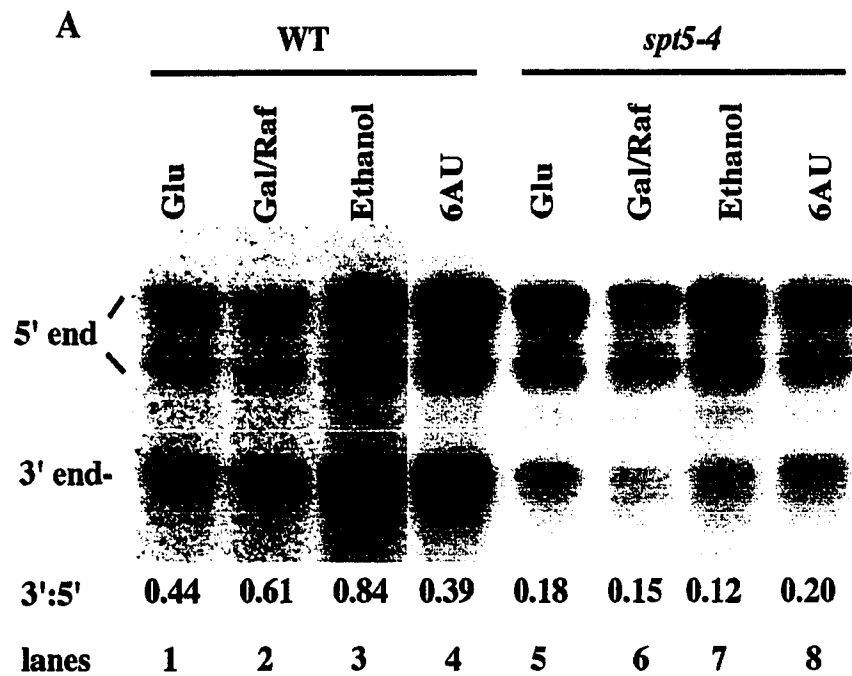 A
WT spt5-4
Glu Gal/Raf Ethanol 6AU Glu Gal/Raf Ethanol 6AU
5' end
3' end-
3':5' 0.44 0.61 0.84 0.39 0.18 0.15 0.12 0.20
lanes 1 2 3 4 5 6 7 8